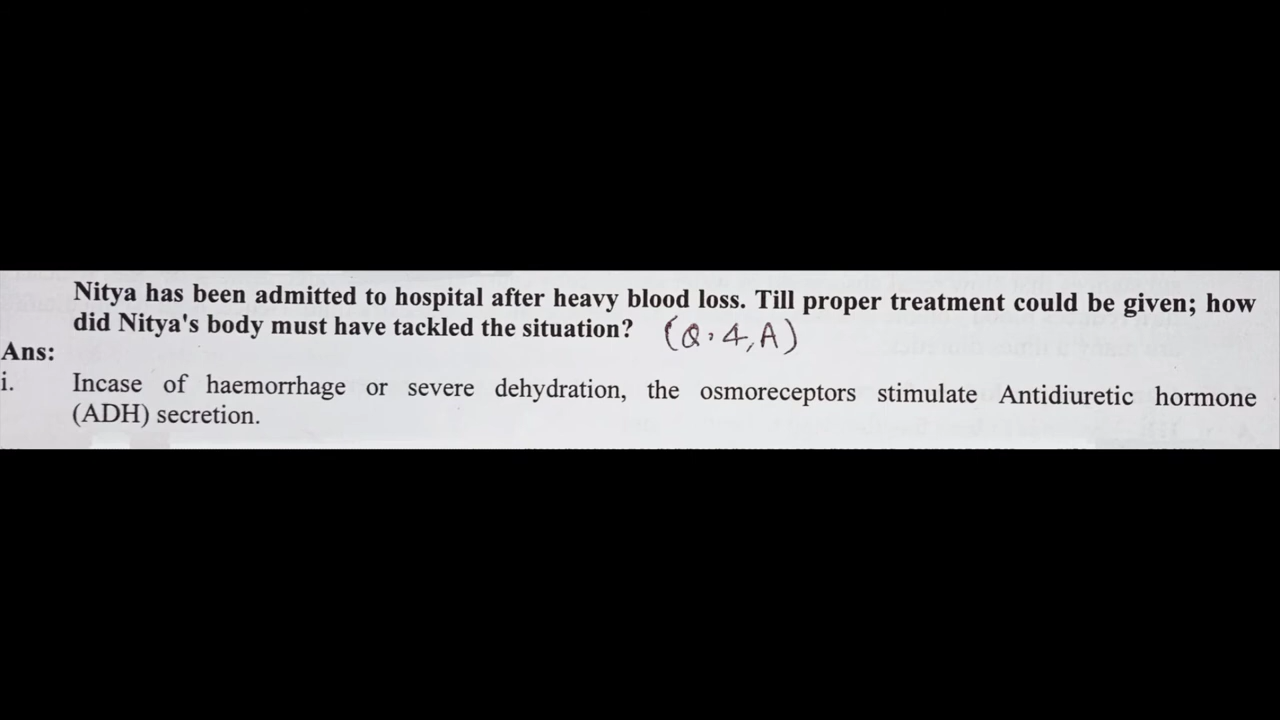 Nitya has been admitted to hospital after heavy blood loss. Till proper treatment could be given; how
did Nitya's body must have tackled the situation? (Q.4,A)
Ans:
i. Incase of haemorrhage or severe dehydration, the osmoreceptors stimulate Antidiuretic hormone
(ADH) secretion.